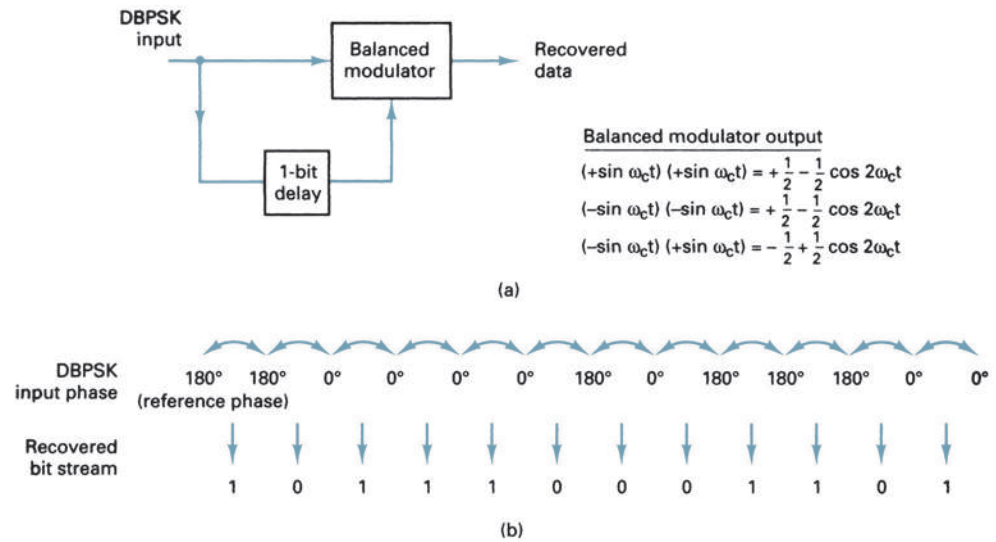 DBPSK
input
Balanced
modulator
Recovered
data
1-bit
delay
Balanced modulator output
(+sin ω_ct) (+sin ω_ct) = + 1/2 − 1/2 cos 2ω_ct
(−sin ω_ct) (−sin ω_ct) = + 1/2 − 1/2 cos 2ω_ct
(−sin ω_ct) (+sin ω_ct) = − 1/2 + 1/2 cos 2ω_ct
(a)
DBPSK
input phase
180° 180° 0° 0° 0° 0° 180° 0° 180° 180° 180° 0° 0°
(reference phase)
Recovered
bit stream
1 0 1 1 1 0 0 0 1 1 0 1
(b)